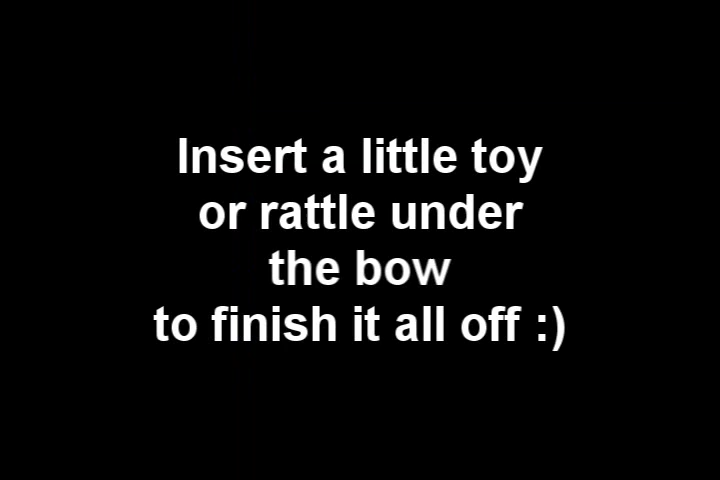 Insert a little toy
or rattle under
the bow
to finish it all off :)